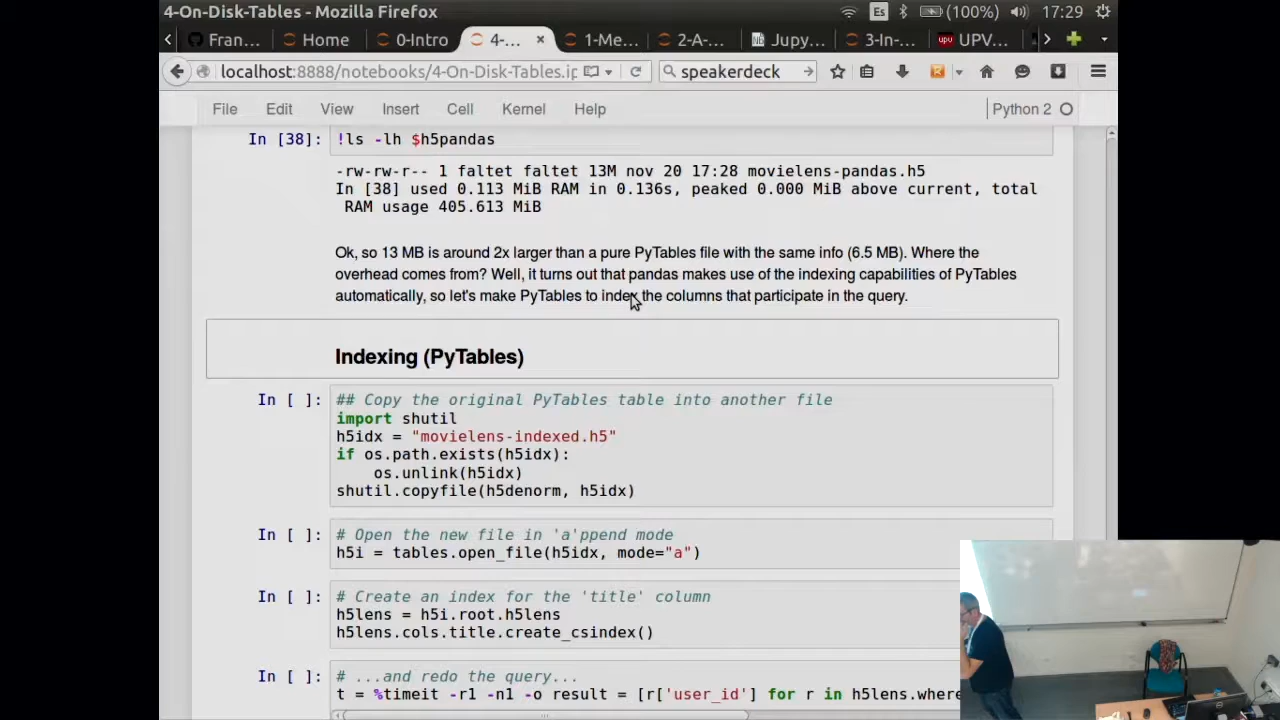 4-On-Disk-Tables - Mozilla Firefox
Es
(100%)
17:29
Fran...
Home
0-Intro
4-...
1-Me...
2-A-...
Jupy...
3-In-...
UPV...
localhost:8888/notebooks/4-On-Disk-Tables.ip
speakerdeck
File Edit View Insert Cell Kernel Help
Python 2
In [38]: !ls -lh $h5pandas
-rw-rw-r-- 1 faltet faltet 13M nov 20 17:28 movielens-pandas.h5
In [38] used 0.113 MiB RAM in 0.136s, peaked 0.000 MiB above current, total
RAM usage 405.613 MiB
Ok, so 13 MB is around 2x larger than a pure PyTables file with the same info (6.5 MB). Where the
overhead comes from? Well, it turns out that pandas makes use of the indexing capabilities of PyTables
automatically, so let's make PyTables to index the columns that participate in the query.
Indexing (PyTables)
In [ ]: ## Copy the original PyTables table into another file
import shutil
h5idx = "movielens-indexed.h5"
if os.path.exists(h5idx):
os.unlink(h5idx)
shutil.copyfile(h5denorm, h5idx)
In [ ]: # Open the new file in 'a'ppend mode
h5i = tables.open_file(h5idx, mode="a")
In [ ]: # Create an index for the 'title' column
h5lens = h5i.root.h5lens
h5lens.cols.title.create_csindex()
In [ ]: # ...and redo the query...
t = %timeit -r1 -n1 -o result = [r['user_id'] for r in h5lens.where